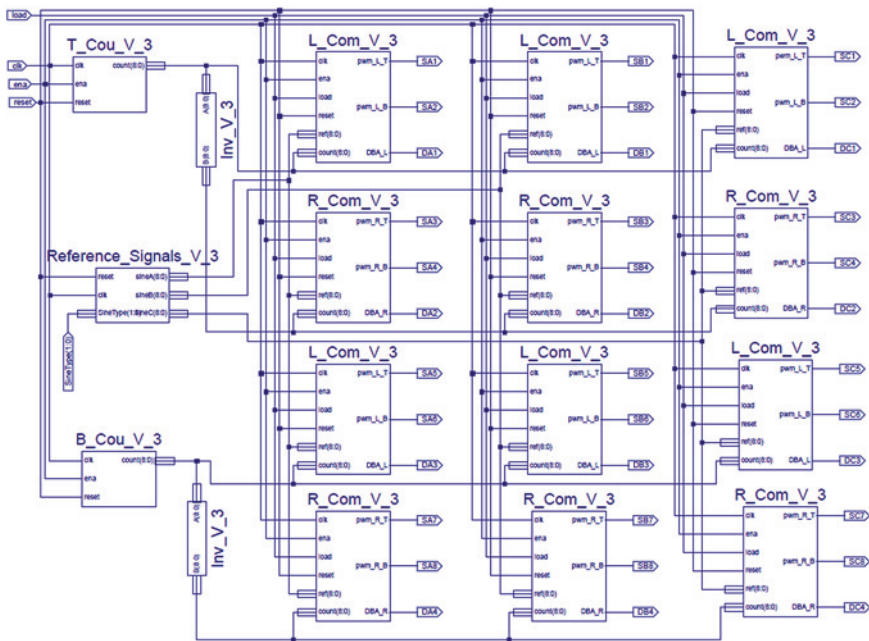 load
clk
ena
reset
T_Cou_V_3
clk
count(8:0)
ena
reset
A(8:0)
B(8:0)
Inv_V_3
Reference_Signals_V_3
reset
sineA(8:0)
clk
sineB(8:0)
sineC(8:0)
SineType(1:0)
B_Cou_V_3
clk
count(8:0)
ena
reset
A(8:0)
B(8:0)
Inv_V_3
L_Com_V_3
clk
pwm_L_T
SA1
ena
load
pwm_L_B
SA2
reset
ref(8:0)
count(8:0)
DBA_L
DA1
R_Com_V_3
clk
pwm_R_T
SA3
ena
load
pwm_R_B
SA4
reset
ref(8:0)
count(8:0)
DBA_R
DA2
L_Com_V_3
clk
pwm_L_T
SA5
ena
load
pwm_L_B
SA6
reset
ref(8:0)
count(8:0)
DBA_L
DA3
R_Com_V_3
clk
pwm_R_T
SA7
ena
load
pwm_R_B
SA8
reset
ref(8:0)
count(8:0)
DBA_R
DA4
L_Com_V_3
clk
pwm_L_T
SB1
ena
load
pwm_L_B
SB2
reset
ref(8:0)
count(8:0)
DBA_L
DB1
R_Com_V_3
clk
pwm_R_T
SB3
ena
load
pwm_R_B
SB4
reset
ref(8:0)
count(8:0)
DBA_R
DB2
L_Com_V_3
clk
pwm_L_T
SB5
ena
load
pwm_L_B
SB6
reset
ref(8:0)
count(8:0)
DBA_L
DB3
R_Com_V_3
clk
pwm_R_T
SB7
ena
load
pwm_R_B
SB8
reset
ref(8:0)
count(8:0)
DBA_R
DB4
L_Com_V_3
clk
pwm_L_T
SC1
ena
load
pwm_L_B
SC2
reset
ref(8:0)
count(8:0)
DBA_L
DC1
R_Com_V_3
clk
pwm_R_T
SC3
ena
load
pwm_R_B
SC4
reset
ref(8:0)
count(8:0)
DBA_R
DC2
L_Com_V_3
clk
pwm_L_T
SC5
ena
load
pwm_L_B
SC6
reset
ref(8:0)
count(8:0)
DBA_L
DC3
R_Com_V_3
clk
pwm_R_T
SC7
ena
load
pwm_R_B
SC8
reset
ref(8:0)
count(8:0)
DBA_R
DC4